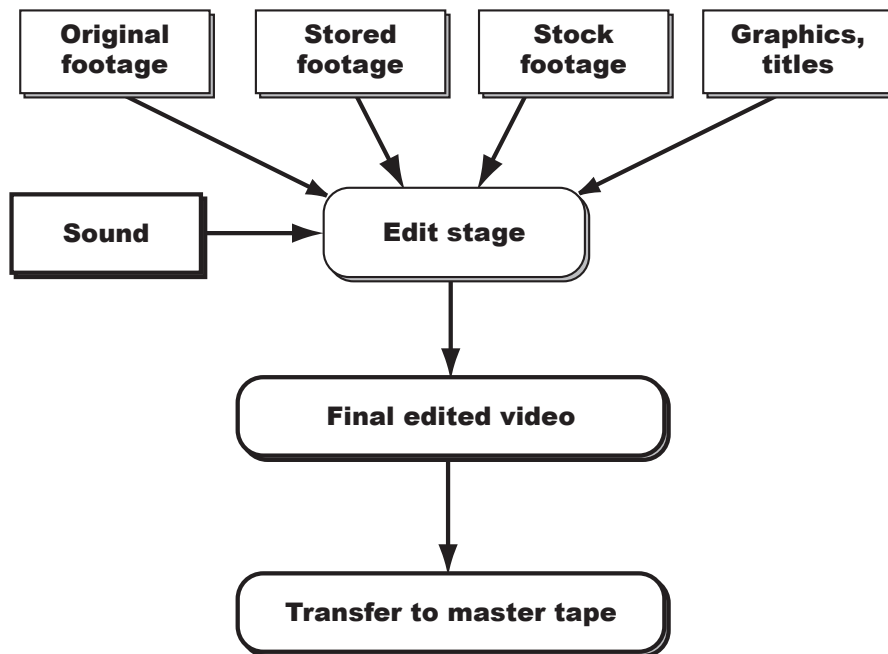 Original
footage
Stored
footage
Stock
footage
Graphics,
titles
Sound
Edit stage
Final edited video
Transfer to master tape